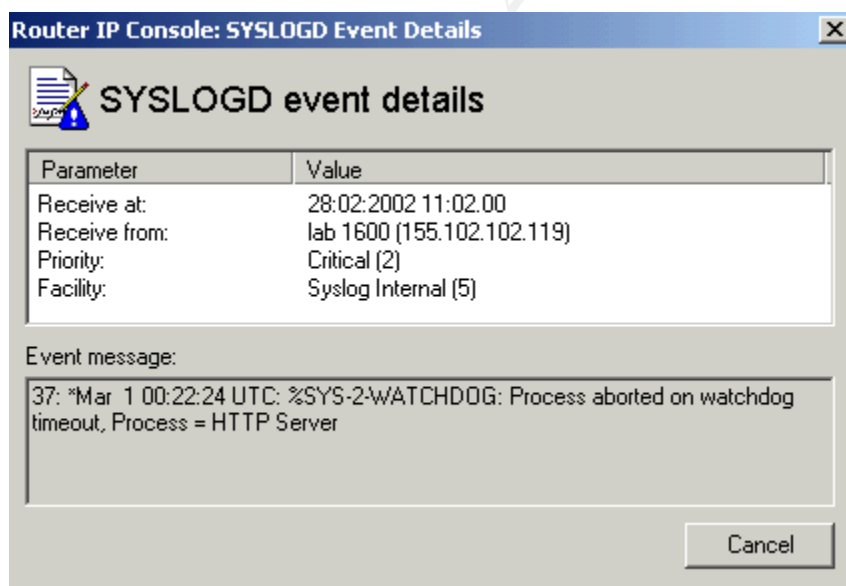 Router IP Console: SYSLOGD Event Details
SYSLOGD event details
Parameter Value
Receive at: 28:02:2002 11:02.00
Receive from: lab 1600 (155.102.102.119)
Priority: Critical (2)
Facility: Syslog Internal (5)
Event message:
37: *Mar 1 00:22:24 UTC: %SYS-2-WATCHDOG: Process aborted on watchdog
timeout, Process = HTTP Server
Cancel